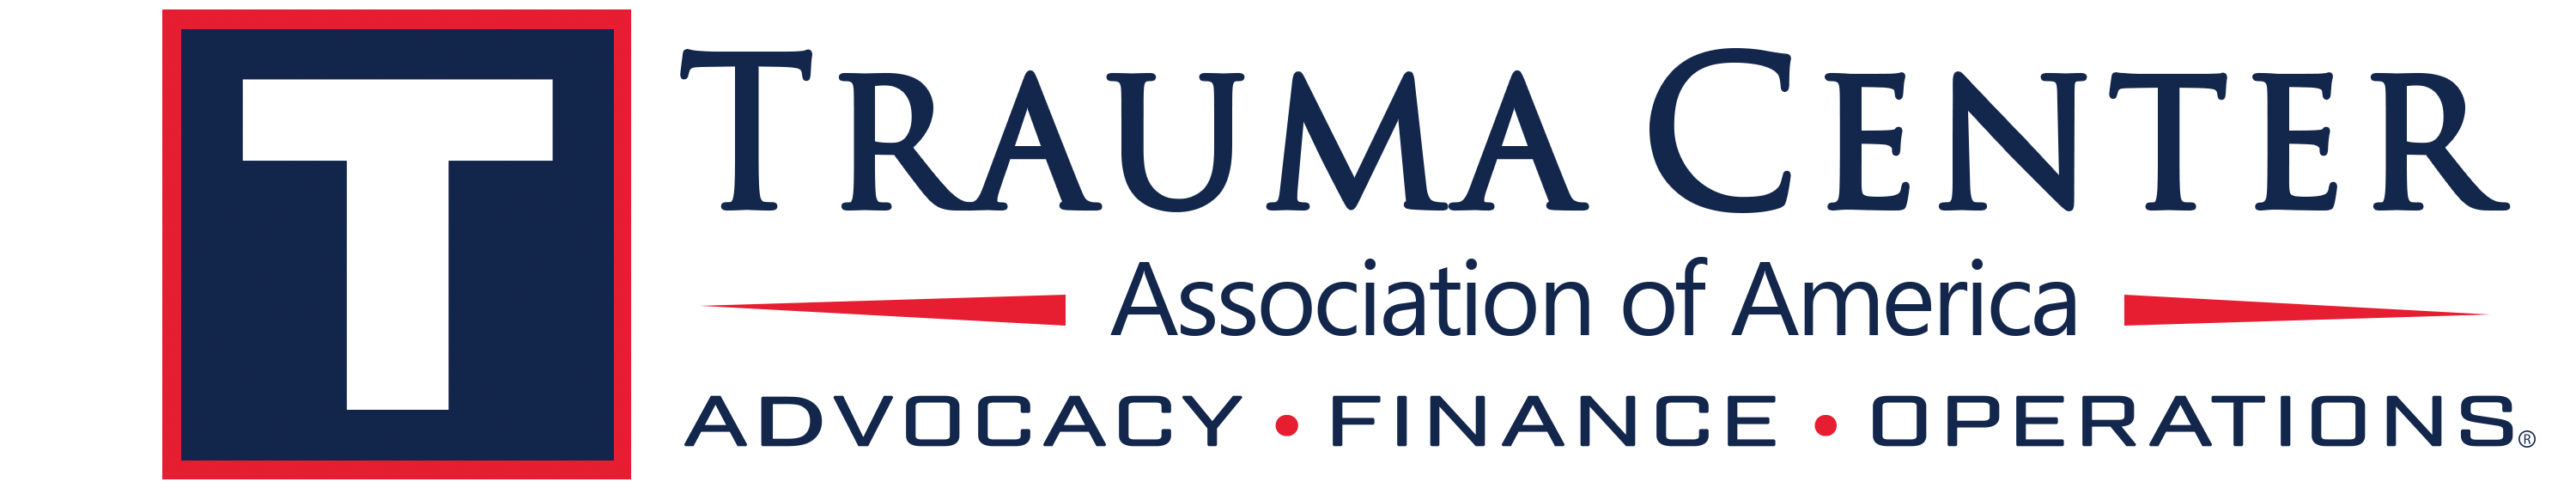 T
TRAUMA CENTER
Association of America
ADVOCACY • FINANCE • OPERATIONS®